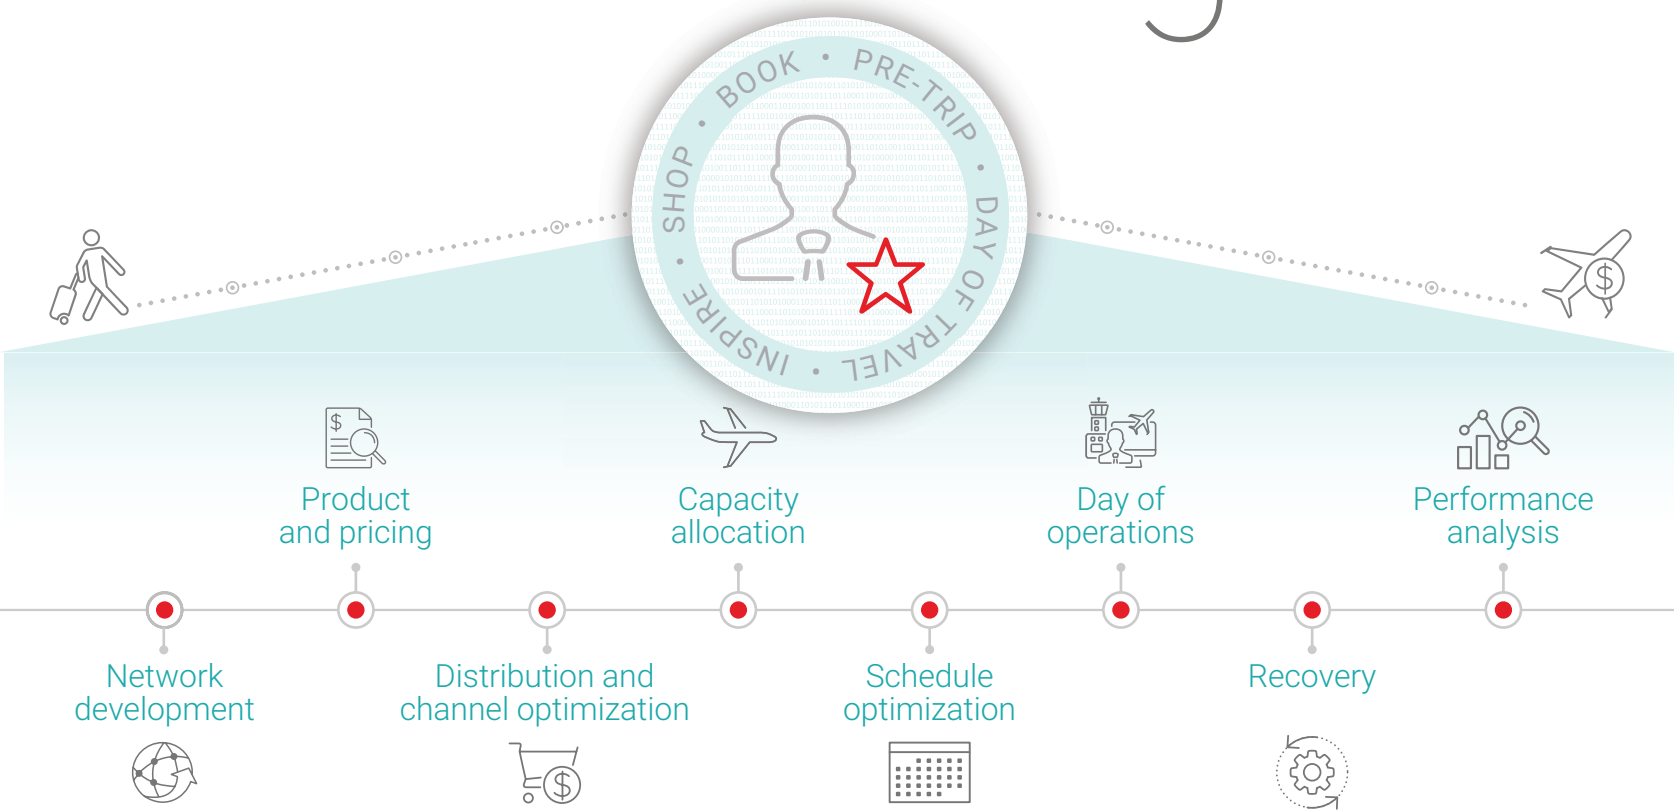 INSPIRE • SHOP • BOOK • PRE-TRIP • DAY OF TRAVEL •
$
$
Product
and pricing
Capacity
allocation
Day of
operations
Performance
analysis
Network
development
Distribution and
channel optimization
Schedule
optimization
Recovery
$